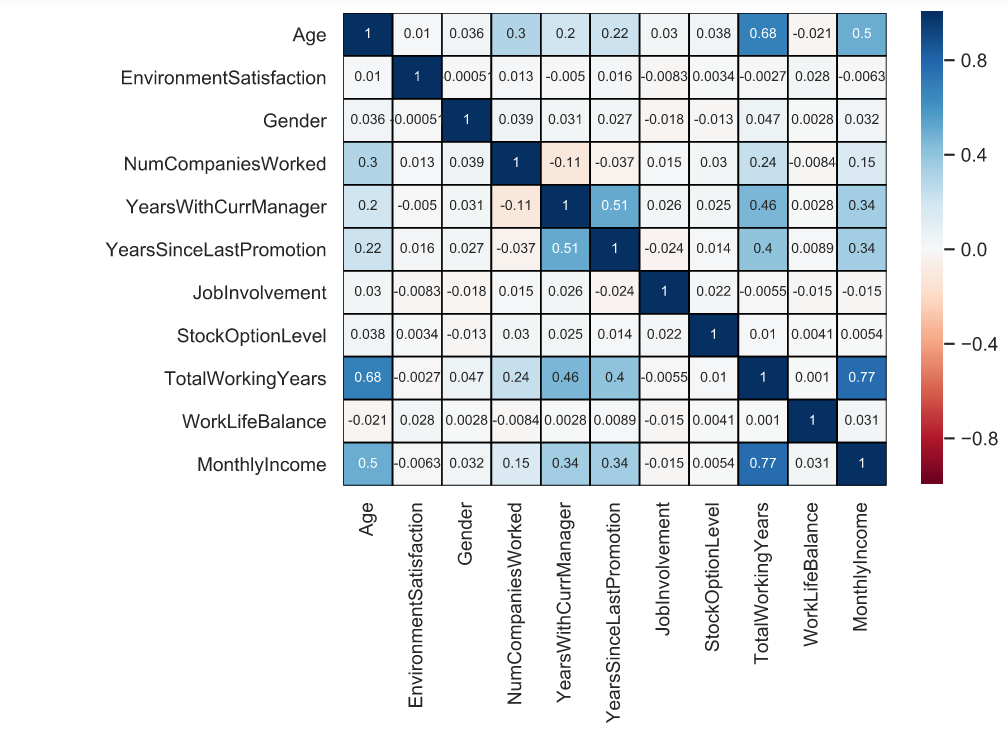 Age 1 0.01 0.036 0.3 0.2 0.22 0.03 0.038 0.68 -0.021 0.5
EnvironmentSatisfaction 0.01 1 -0.00051 0.013 -0.005 0.016 -0.0083 0.0034 -0.0027 0.028 -0.0063
Gender 0.036 -0.00051 1 0.039 0.031 0.027 -0.018 -0.013 0.047 0.0028 0.032
NumCompaniesWorked 0.3 0.013 0.039 1 -0.11 -0.037 0.015 0.03 0.24 -0.0084 0.15
YearsWithCurrManager 0.2 -0.005 0.031 -0.11 1 0.51 0.026 0.025 0.46 0.0028 0.34
YearsSinceLastPromotion 0.22 0.016 0.027 -0.037 0.51 1 -0.024 0.014 0.4 0.0089 0.34
JobInvolvement 0.03 -0.0083 -0.018 0.015 0.026 -0.024 1 0.022 -0.0055 -0.015 -0.015
StockOptionLevel 0.038 0.0034 -0.013 0.03 0.025 0.014 0.022 1 0.01 0.0041 0.0054
TotalWorkingYears 0.68 -0.0027 0.047 0.24 0.46 0.4 -0.0055 0.01 1 0.001 0.77
WorkLifeBalance -0.021 0.028 0.0028 -0.0084 0.0028 0.0089 -0.015 0.0041 0.001 1 0.031
MonthlyIncome 0.5 -0.0063 0.032 0.15 0.34 0.34 -0.015 0.0054 0.77 0.031 1
Age
EnvironmentSatisfaction
Gender
NumCompaniesWorked
YearsWithCurrManager
YearsSinceLastPromotion
JobInvolvement
StockOptionLevel
TotalWorkingYears
WorkLifeBalance
MonthlyIncome
0.8
0.4
0.0
−0.4
−0.8